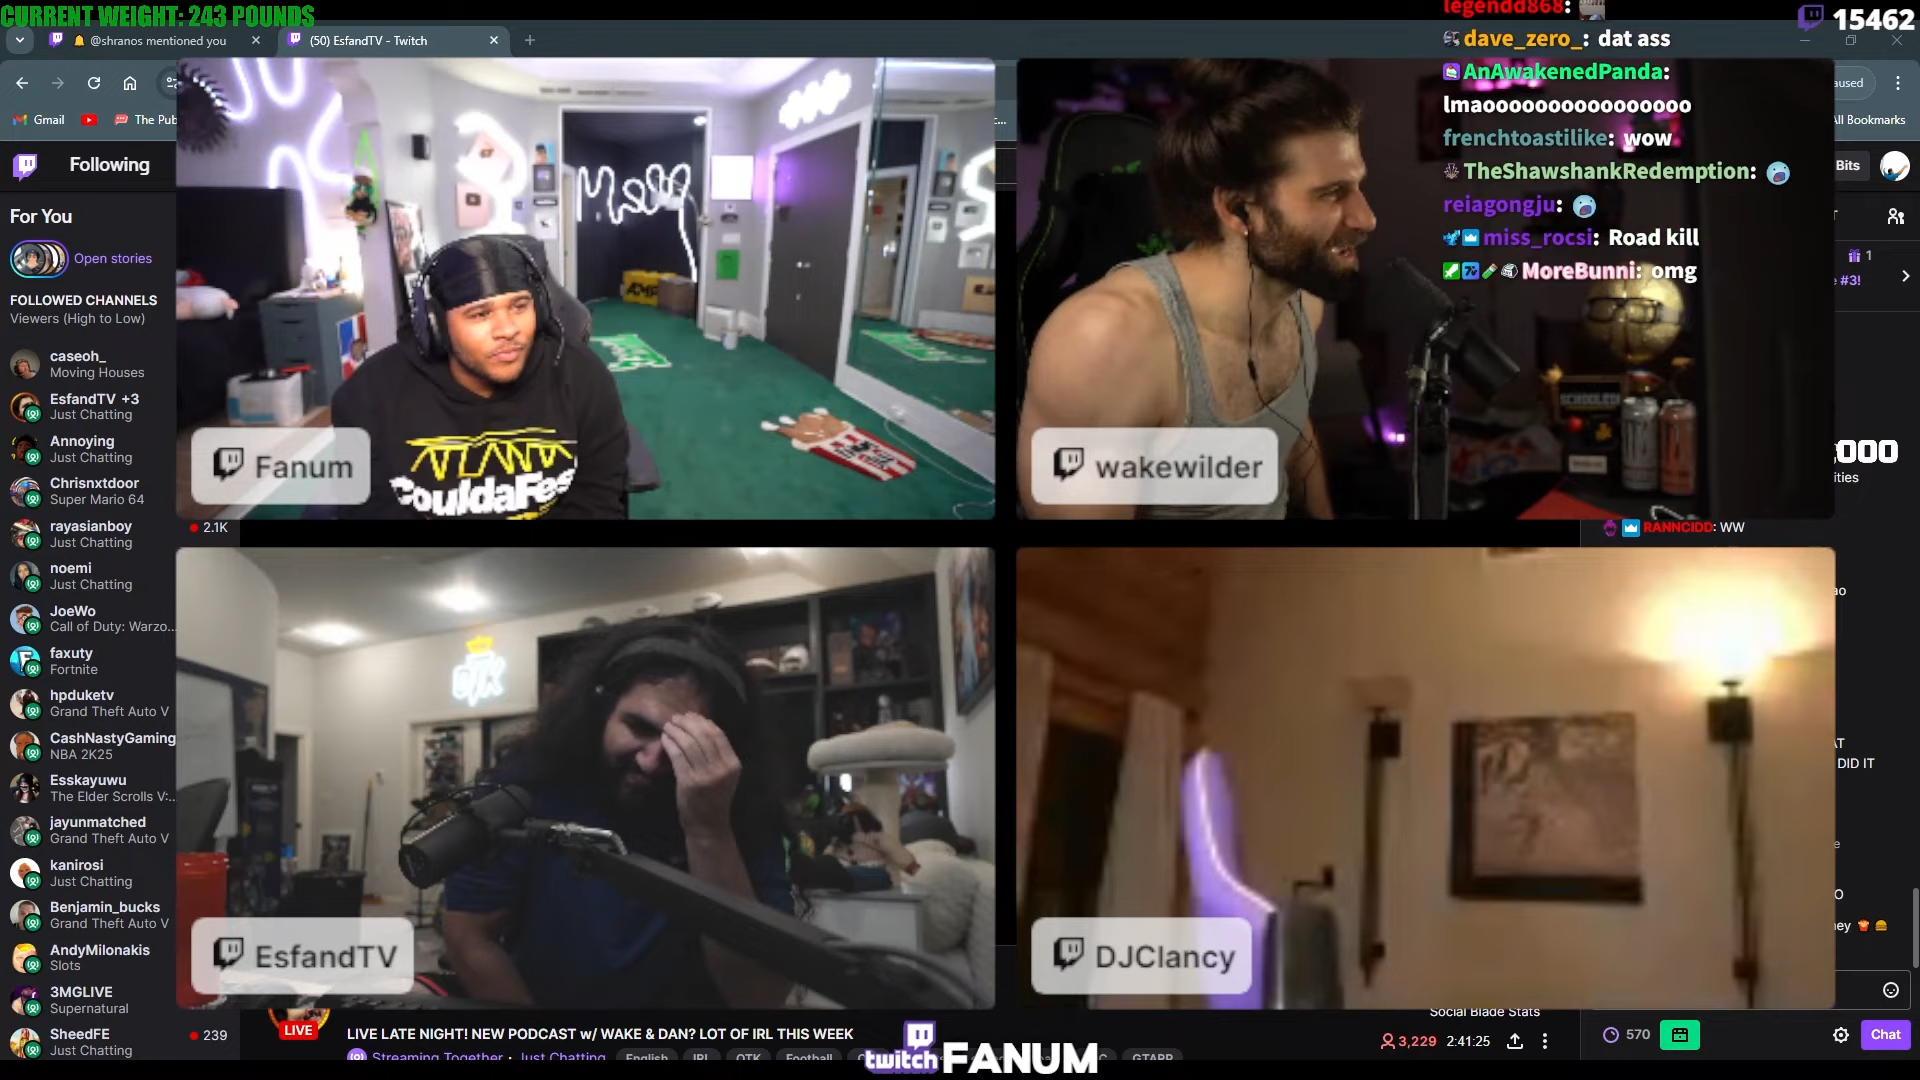 CURRENT WEIGHT: 243 POUNDS
legendd868:
15462
@shranos mentioned you
(50) EsfandTV - Twitch
dave_zero_: dat ass
AnAwakenedPanda:
lmaoooooooooooooooo
frenchtoastilike: wow
TheShawshankRedemption:
reiagongju:
miss_rocsi: Road kill
MoreBunni: omg
Gmail
The Pub
All Bookmarks
Following
Bits
For You
Open stories
1
#3!
FOLLOWED CHANNELS
Viewers (High to Low)
caseoh_
Moving Houses
EsfandTV +3
Just Chatting
Annoying
Just Chatting
Chrisnxtdoor
Super Mario 64
rayasianboy
Just Chatting
2.1K
noemi
Just Chatting
JoeWo
Call of Duty: Warzo...
faxuty
Fortnite
hpduketv
Grand Theft Auto V
CashNastyGaming
NBA 2K25
Esskayuwu
The Elder Scrolls V:...
jayunmatched
Grand Theft Auto V
kanirosi
Just Chatting
Benjamin_bucks
Grand Theft Auto V
AndyMilonakis
Slots
3MGLIVE
Supernatural
SheedFE
Just Chatting
239
Fanum
CouldaFes
wakewilder
000
RANNCIDD: WW
EsfandTV
DJClancy
DID IT
Social Blade Stats
LIVE
LIVE LATE NIGHT! NEW PODCAST w/ WAKE & DAN? LOT OF IRL THIS WEEK
Streaming Together · Just Chatting
English
IRL
OTK
Football
GTARP
3,229
2:41:25
570
Chat
twitch FANUM